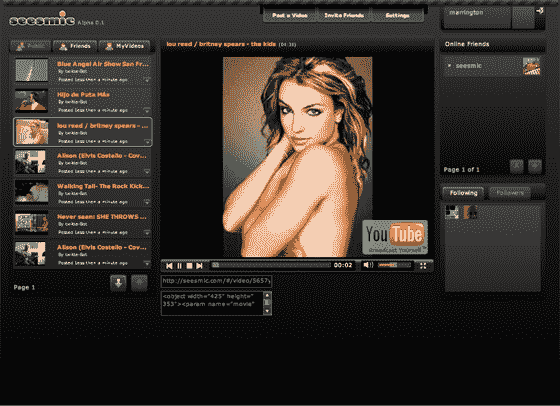 seesmic Alpha 0.1
Post a Video
Invite Friends
Settings
marrington
Public
Friends
MyVideos
Blue Angel Air Show San Fr...
By twitter-Bot
Posted less than a minute ago
Hijo de Puta Más
By twitter-Bot
Posted less than a minute ago
lou reed / britney spears - ...
By twitter-Bot
Posted less than a minute ago
Alison (Elvis Costello - Cov...
By twitter-Bot
Posted less than a minute ago
Walking Tall- The Rock Kick...
By twitter-Bot
Posted less than a minute ago
Never seen: SHE THROWS ...
By twitter-Bot
Posted less than a minute ago
Alison (Elvis Costello - Cov...
By twitter-Bot
Posted less than a minute ago
Page 1
lou reed / britney spears - the kids
You Tube
Broadcast Yourself™
00:02
http://seesmic.com/#/video/5657y
<object width="425" height="
353"><param name="movie"
Online Friends
seesmic
Page 1 of 1
Following
Followers